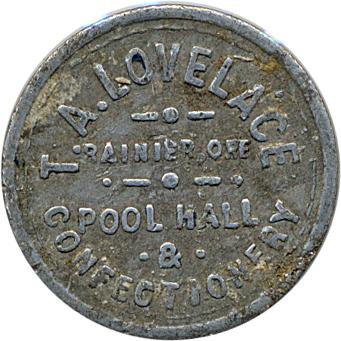 T. A. LOVELACE
RAINIER, ORE
POOL HALL
&
CONFECTIONERY